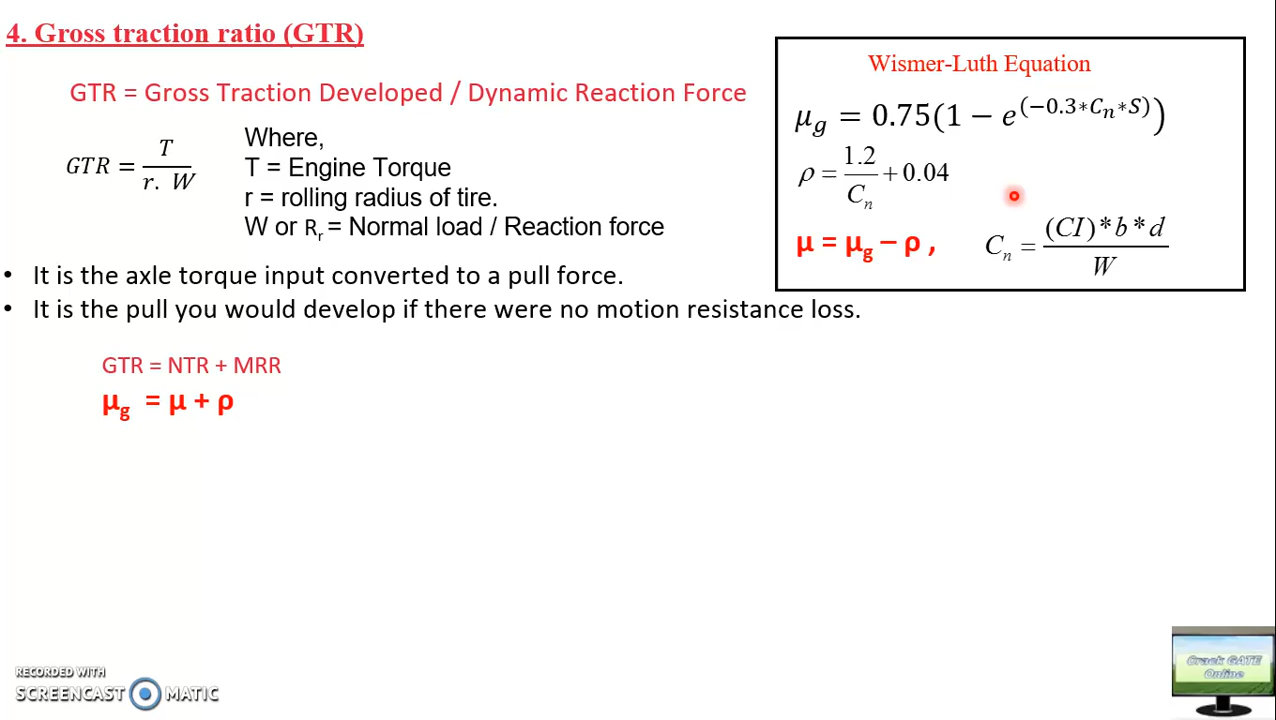 4. Gross traction ratio (GTR)
GTR = Gross Traction Developed / Dynamic Reaction Force
GTR = T / r. W
Where,
T = Engine Torque
r = rolling radius of tire.
W or Rr = Normal load / Reaction force
• It is the axle torque input converted to a pull force.
• It is the pull you would develop if there were no motion resistance loss.
GTR = NTR + MRR
μg = μ + ρ
Wismer-Luth Equation
μg = 0.75(1 − e^(−0.3*Cn*S))
ρ = 1.2 / Cn + 0.04
μ = μg – ρ ,
Cn = (CI)*b*d / W
RECORDED WITH
SCREENCAST MATIC
Crack GATE
Online